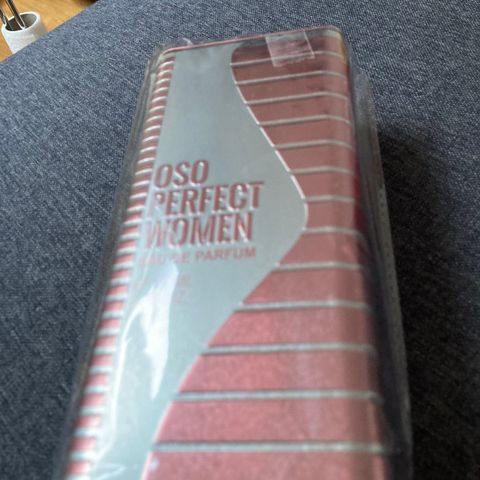 OSO
PERFECT
WOMEN
EAU DE PARFUM